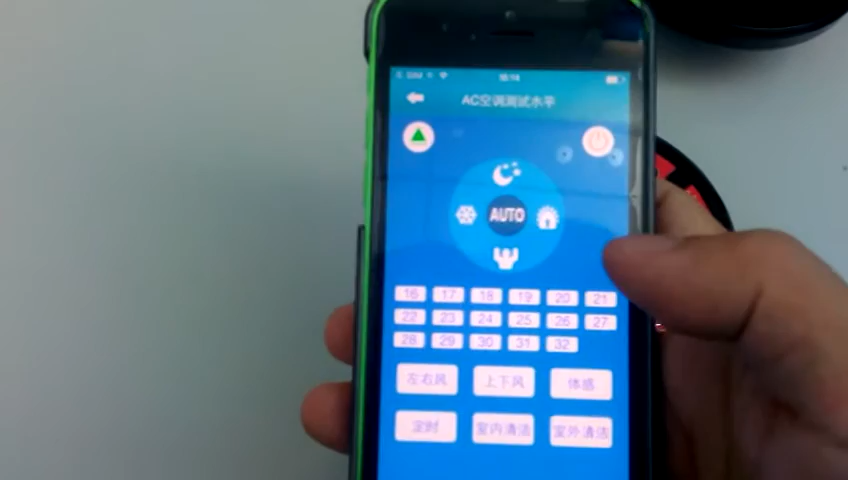 SIM 10:14
AC空调测试水平
AUTO
16 17 18 19 20 21
22 23 24 25 26 27
28 29 30 31 32
左右风 上下风 体感
定时 室内清洁 室外清洁